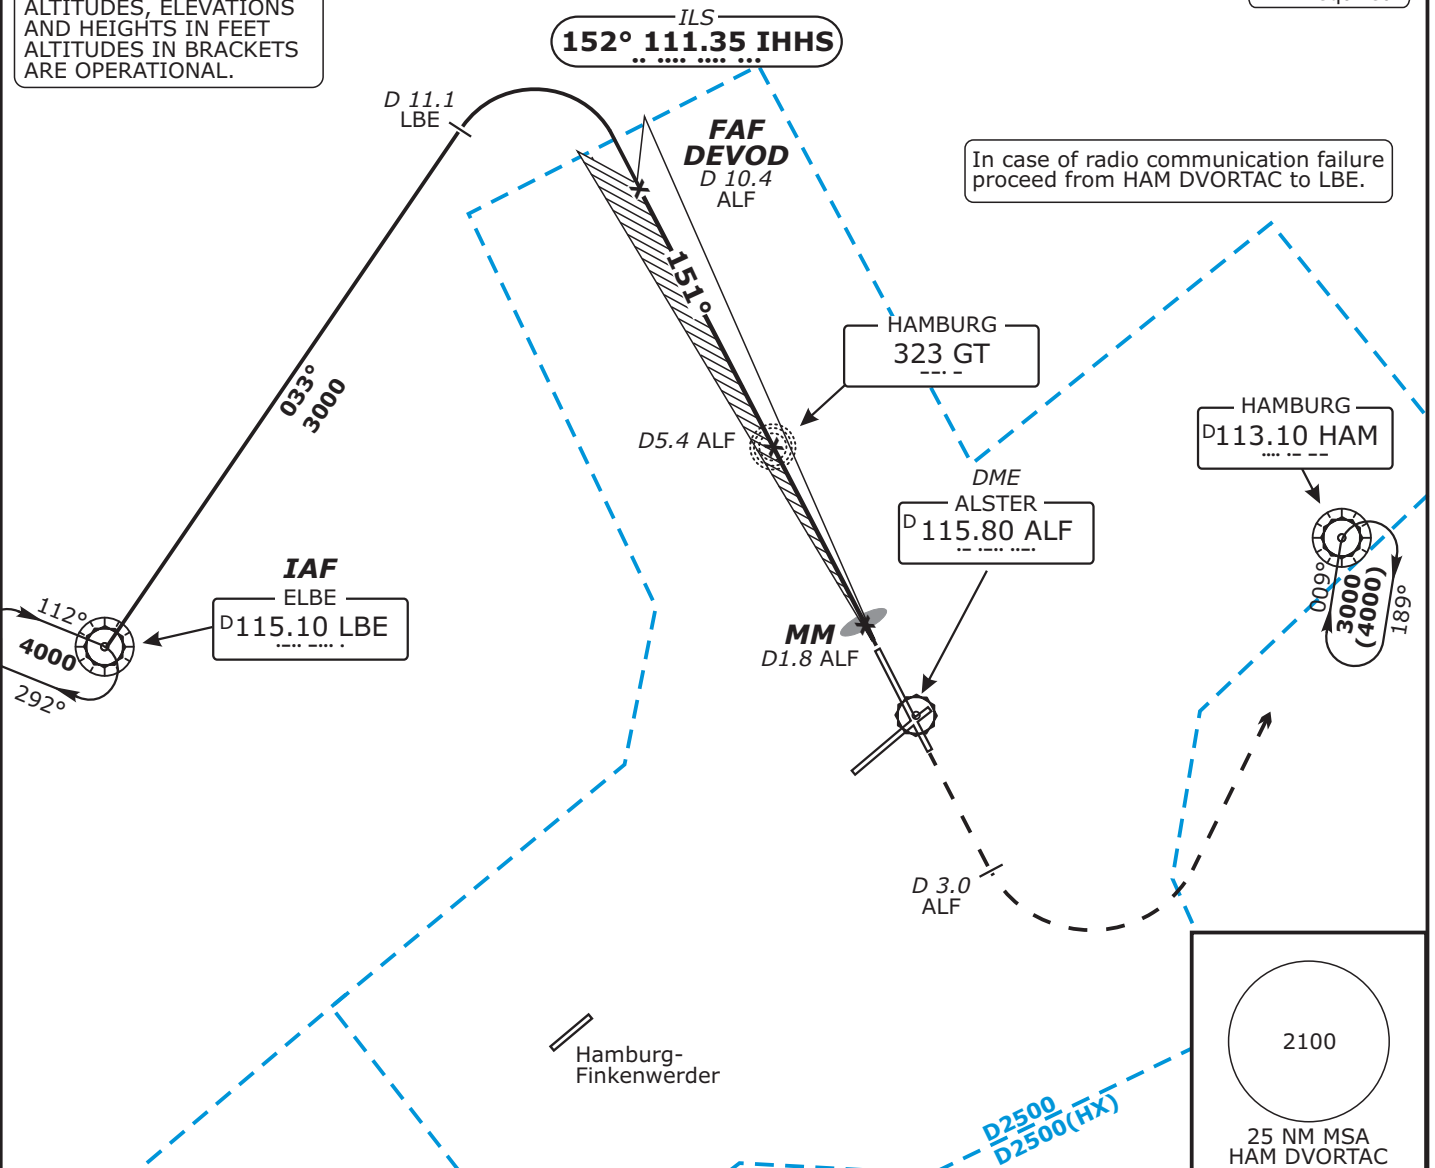 ALTITUDES, ELEVATIONS
AND HEIGHTS IN FEET
ALTITUDES IN BRACKETS
ARE OPERATIONAL.
ILS
152° 111.35 IHHS
D 11.1
LBE
FAF
DEVOD
D 10.4
ALF
In case of radio communication failure
proceed from HAM DVORTAC to LBE.
151°
HAMBURG
323 GT
033°
3000
D5.4 ALF
HAMBURG
D113.10 HAM
DME
ALSTER
D 115.80 ALF
IAF
ELBE
D115.10 LBE
112°
4000
292°
MM
D1.8 ALF
009°
3000
(4000)
189°
D 3.0
ALF
Hamburg-
Finkenwerder
D2500
D2500(HX)
2100
25 NM MSA
HAM DVORTAC